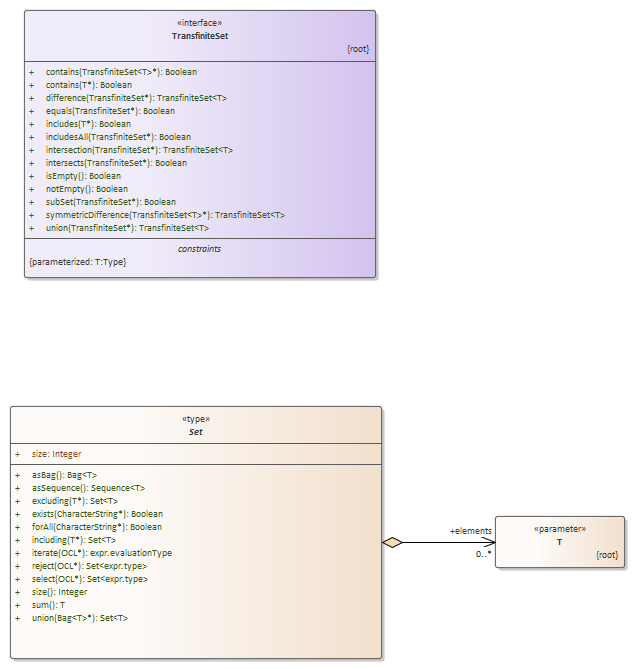 «interface»
TransfiniteSet
{root}
+ contains(TransfiniteSet<T>*): Boolean
+ contains(T*): Boolean
+ difference(TransfiniteSet*): TransfiniteSet<T>
+ equals(TransfiniteSet*): Boolean
+ includes(T*): Boolean
+ includesAll(TransfiniteSet*): Boolean
+ intersection(TransfiniteSet*): TransfiniteSet<T>
+ intersects(TransfiniteSet*): Boolean
+ isEmpty(): Boolean
+ notEmpty(): Boolean
+ subSet(TransfiniteSet*): Boolean
+ symmetricDifference(TransfiniteSet<T>*): TransfiniteSet<T>
+ union(TransfiniteSet*): TransfiniteSet<T>
constraints
{parameterized: T:Type}
«type»
Set
+ size: Integer
+ asBag(): Bag<T>
+ asSequence(): Sequence<T>
+ excluding(T*): Set<T>
+ exists(CharacterString*): Boolean
+ forAll(CharacterString*): Boolean
+ including(T*): Set<T>
+ iterate(OCL*): expr.evaluationType
+ reject(OCL*): Set<expr.type>
+ select(OCL*): Set<expr.type>
+ size(): Integer
+ sum(): T
+ union(Bag<T>*): Set<T>
+elements
0..*
«parameter»
T
{root}